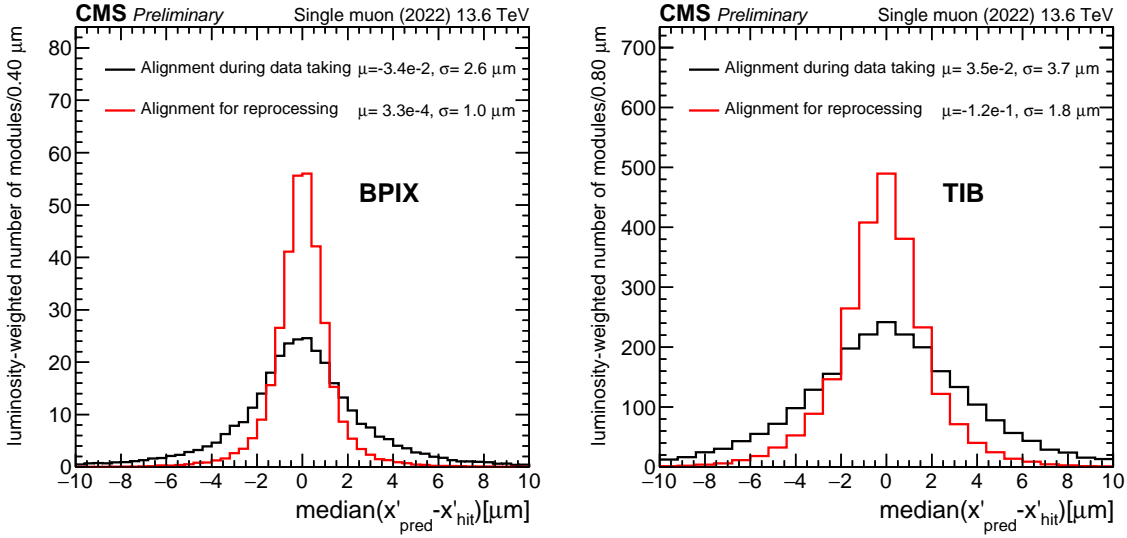 CMS Preliminary Single muon (2022) 13.6 TeV
luminosity-weighted number of modules/0.40 μm
80
70
60
50
40
30
20
10
0
Alignment during data taking μ=-3.4e-2, σ= 2.6 μm
Alignment for reprocessing μ= 3.3e-4, σ= 1.0 μm
BPIX
−10 −8 −6 −4 −2 0 2 4 6 8 10
median(x'pred-x'hit)[μm]
CMS Preliminary Single muon (2022) 13.6 TeV
luminosity-weighted number of modules/0.80 μm
700
600
500
400
300
200
100
0
Alignment during data taking μ= 3.5e-2, σ= 3.7 μm
Alignment for reprocessing μ=-1.2e-1, σ= 1.8 μm
TIB
−10 −8 −6 −4 −2 0 2 4 6 8 10
median(x'pred-x'hit)[μm]